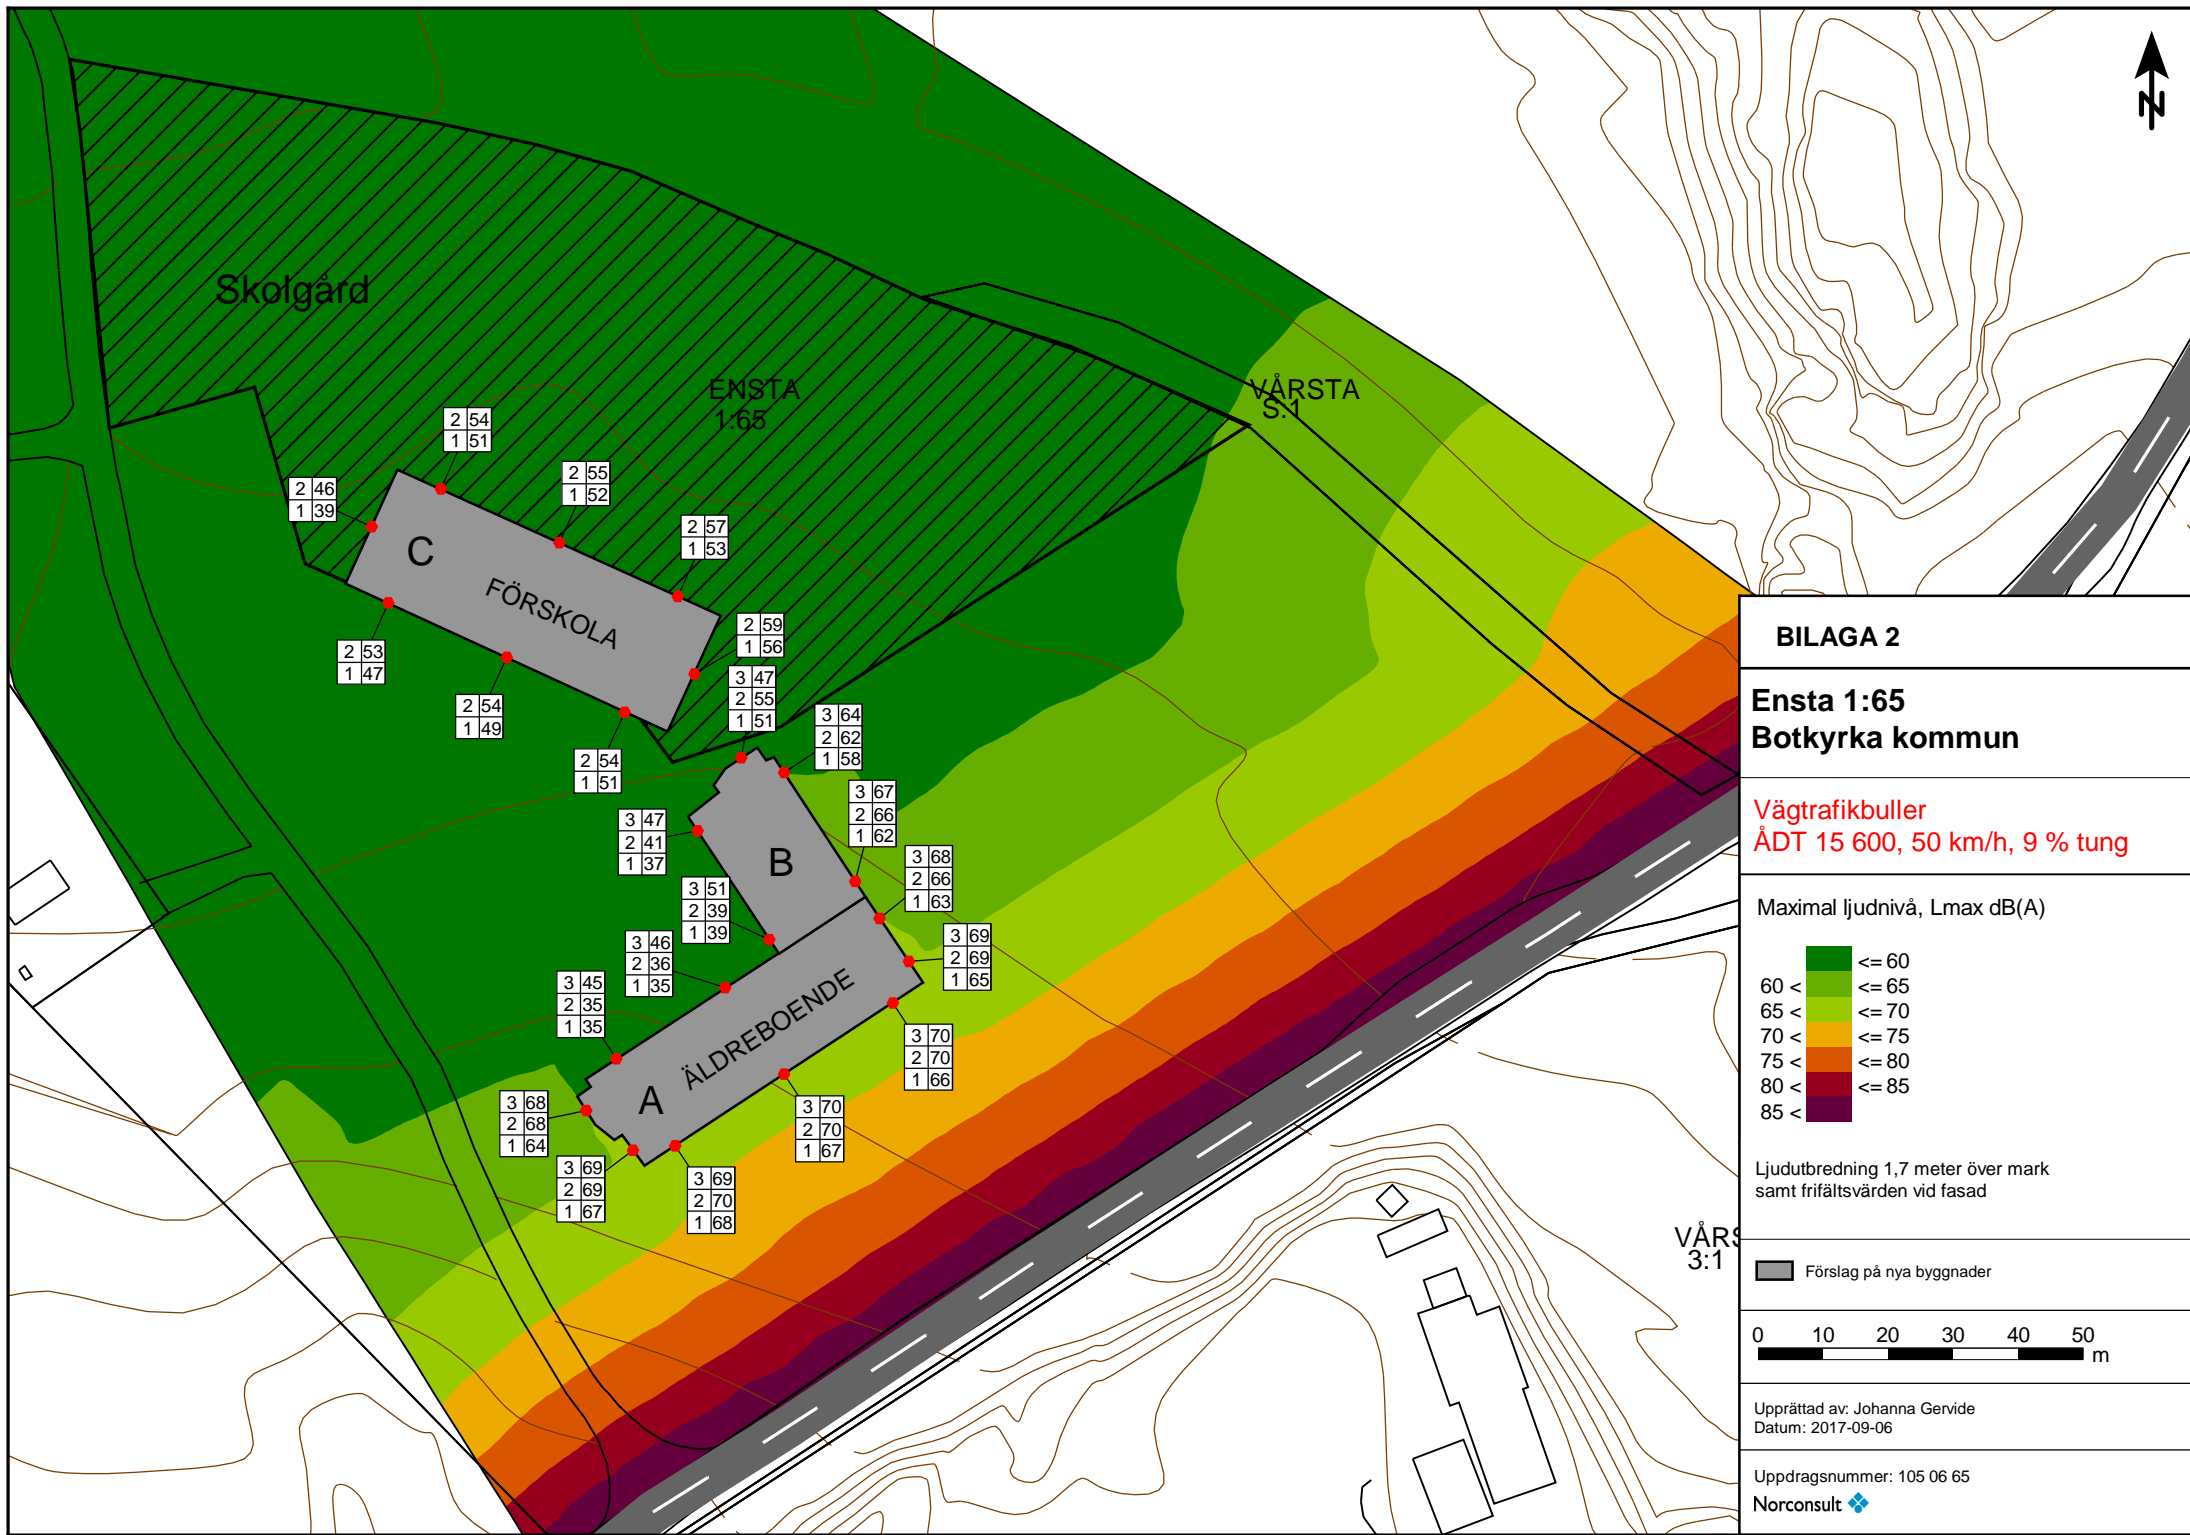 N
Skolgård
ENSTA
1:65
VÅRSTA
S:1
2 54
1 51
2 55
1 52
2 46
1 39
2 57
1 53
C
FÖRSKOLA
2 59
1 56
2 53
1 47
2 54
1 49
2 54
1 51
3 47
2 55
1 51
3 64
2 62
1 58
3 67
2 66
1 62
3 47
2 41
1 37
B
3 68
2 66
1 63
3 51
2 39
1 39
3 69
2 69
1 65
3 46
2 36
1 35
3 45
2 35
1 35
A
ÄLDREBOENDE
3 70
2 70
1 66
3 70
2 70
1 67
3 68
2 68
1 64
3 69
2 69
1 67
3 69
2 70
1 68
VÅRS
3:1
BILAGA 2
Ensta 1:65
Botkyrka kommun
Vägtrafikbuller
ÅDT 15 600, 50 km/h, 9 % tung
Maximal ljudnivå, Lmax dB(A)
<= 60
60 < <= 65
65 < <= 70
70 < <= 75
75 < <= 80
80 < <= 85
85 <
Ljudutbredning 1,7 meter över mark
samt frifältsvärden vid fasad
Förslag på nya byggnader
0 10 20 30 40 50
m
Upprättad av: Johanna Gervide
Datum: 2017-09-06
Uppdragsnummer: 105 06 65
Norconsult